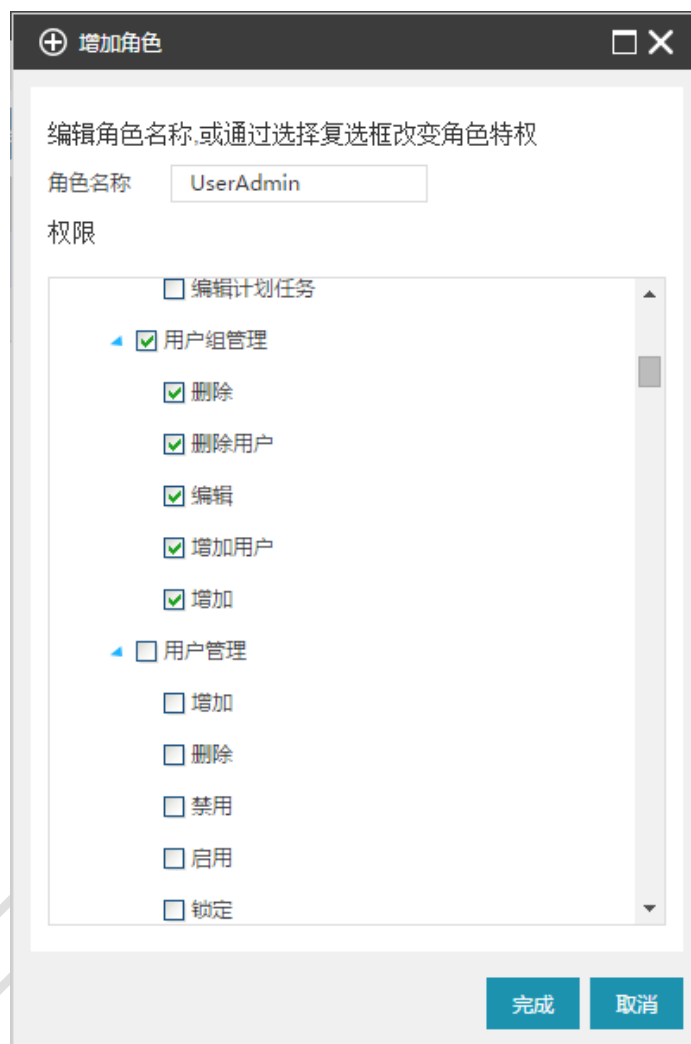 增加角色
编辑角色名称,或通过选择复选框改变角色特权
角色名称 UserAdmin
权限
编辑计划任务
用户组管理
删除
删除用户
编辑
增加用户
增加
用户管理
增加
删除
禁用
启用
锁定
完成 取消